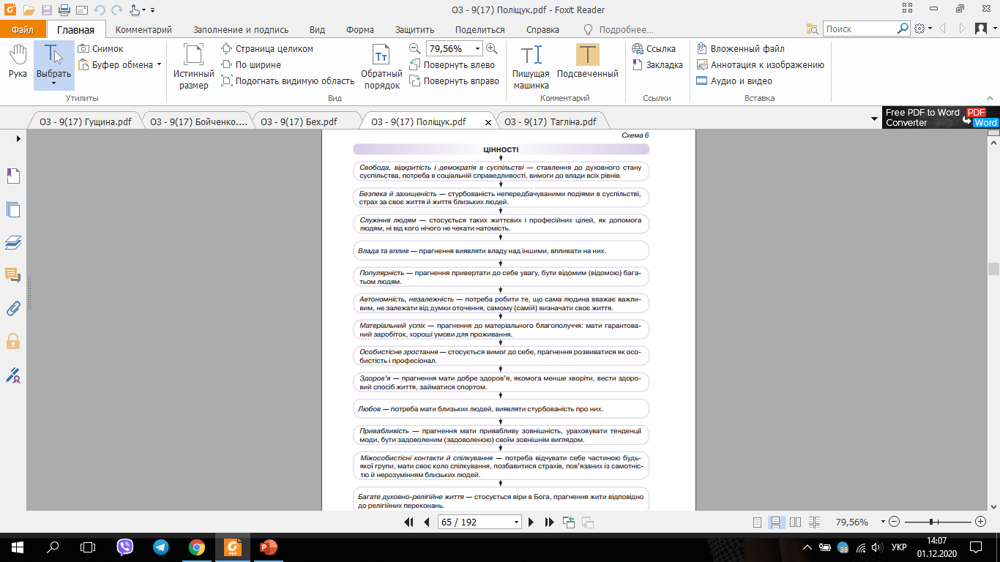 ОЗ - 9(17) Поліщук.pdf - Foxit Reader
Файл
Главная
Комментарий
Заполнение и подпись
Вид
Форма
Защитить
Поделиться
Справка
Подробнее...
Поиск
Рука
Выбрать
Снимок
Буфер обмена
Утилиты
Истинный размер
Страница целиком
По ширине
Подогнать видимую область
Обратный порядок
79,56%
Повернуть влево
Повернуть вправо
Вид
Пишущая машинка
Подсвеченный
Комментарий
Ссылка
Закладка
Ссылки
Вложенный файл
Аннотация к изображению
Аудио и видео
Вставка
ОЗ - 9(17) Гущина.pdf
ОЗ - 9(17) Бойченко....
ОЗ - 9(17) Бех.pdf
ОЗ - 9(17) Поліщук.pdf
ОЗ - 9(17) Тагліна.pdf
Free PDF to Word PDF
Converter Word
Схема 6
ЦІННОСТІ
Свобода, відкритість і демократія в суспільстві — ставлення до духовного стану
суспільства, потреба в соціальній справедливості, вимоги до влади всіх рівнів.
Безпека й захищеність — стурбованість непередбачуваними подіями в суспільстві,
страх за своє життя й життя близьких людей.
Служіння людям — стосується таких життєвих і професійних цілей, як допомога
людям, ні від кого нічого не чекати натомість.
Влада та вплив — прагнення виявляти владу над іншими, впливати на них.
Популярність — прагнення привертати до себе увагу, бути відомим (відомою) бага-
тьом людям.
Автономність, незалежність — потреба робити те, що сама людина вважає важли-
вим, не залежати від думки оточення, самому (самій) визначати своє життя.
Матеріальний успіх — прагнення до матеріального благополуччя: мати гарантова-
ний заробіток, хороші умови для проживання.
Особистісне зростання — стосується вимог до себе, прагнення розвиватися як осо-
бистість і професіонал.
Здоров'я — прагнення мати добре здоров'я, якомога менше хворіти, вести здоро-
вий спосіб життя, займатися спортом.
Любов — потреба мати близьких людей, виявляти стурбованість про них.
Привабливість — прагнення мати привабливу зовнішність, ураховувати тенденції
моди, бути задоволеним (задоволеною) своїм зовнішнім виглядом.
Міжособистісні контакти й спілкування — потреба відчувати себе частиною будь-
якої групи, мати своє коло спілкування, позбавитися страхів, пов'язаних із самотніс-
тю й нерозумінням близьких людей.
Багате духовно-релігійне життя — стосується віри в Бога, прагнення жити відповідно
до релігійних переконань.
65 / 192
79,56%
PDF
39
УКР
14:07
01.12.2020